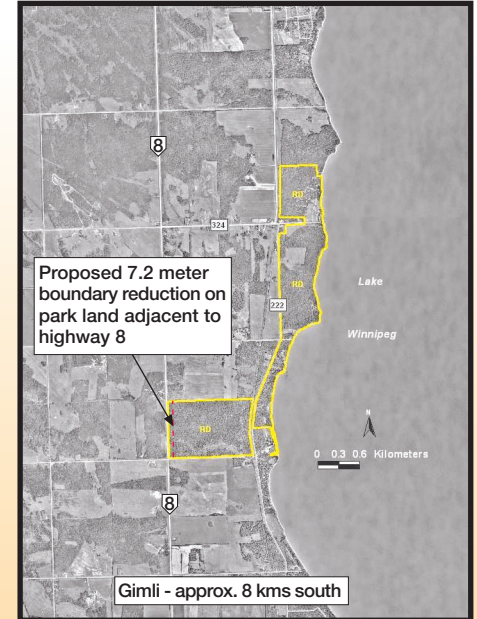 8
RD
324
RD
Proposed 7.2 meter
boundary reduction on
park land adjacent to
highway 8
222
Lake
Winnipeg
RD
N
0 0.3 0.6 Kilometers
8
Gimli - approx. 8 kms south